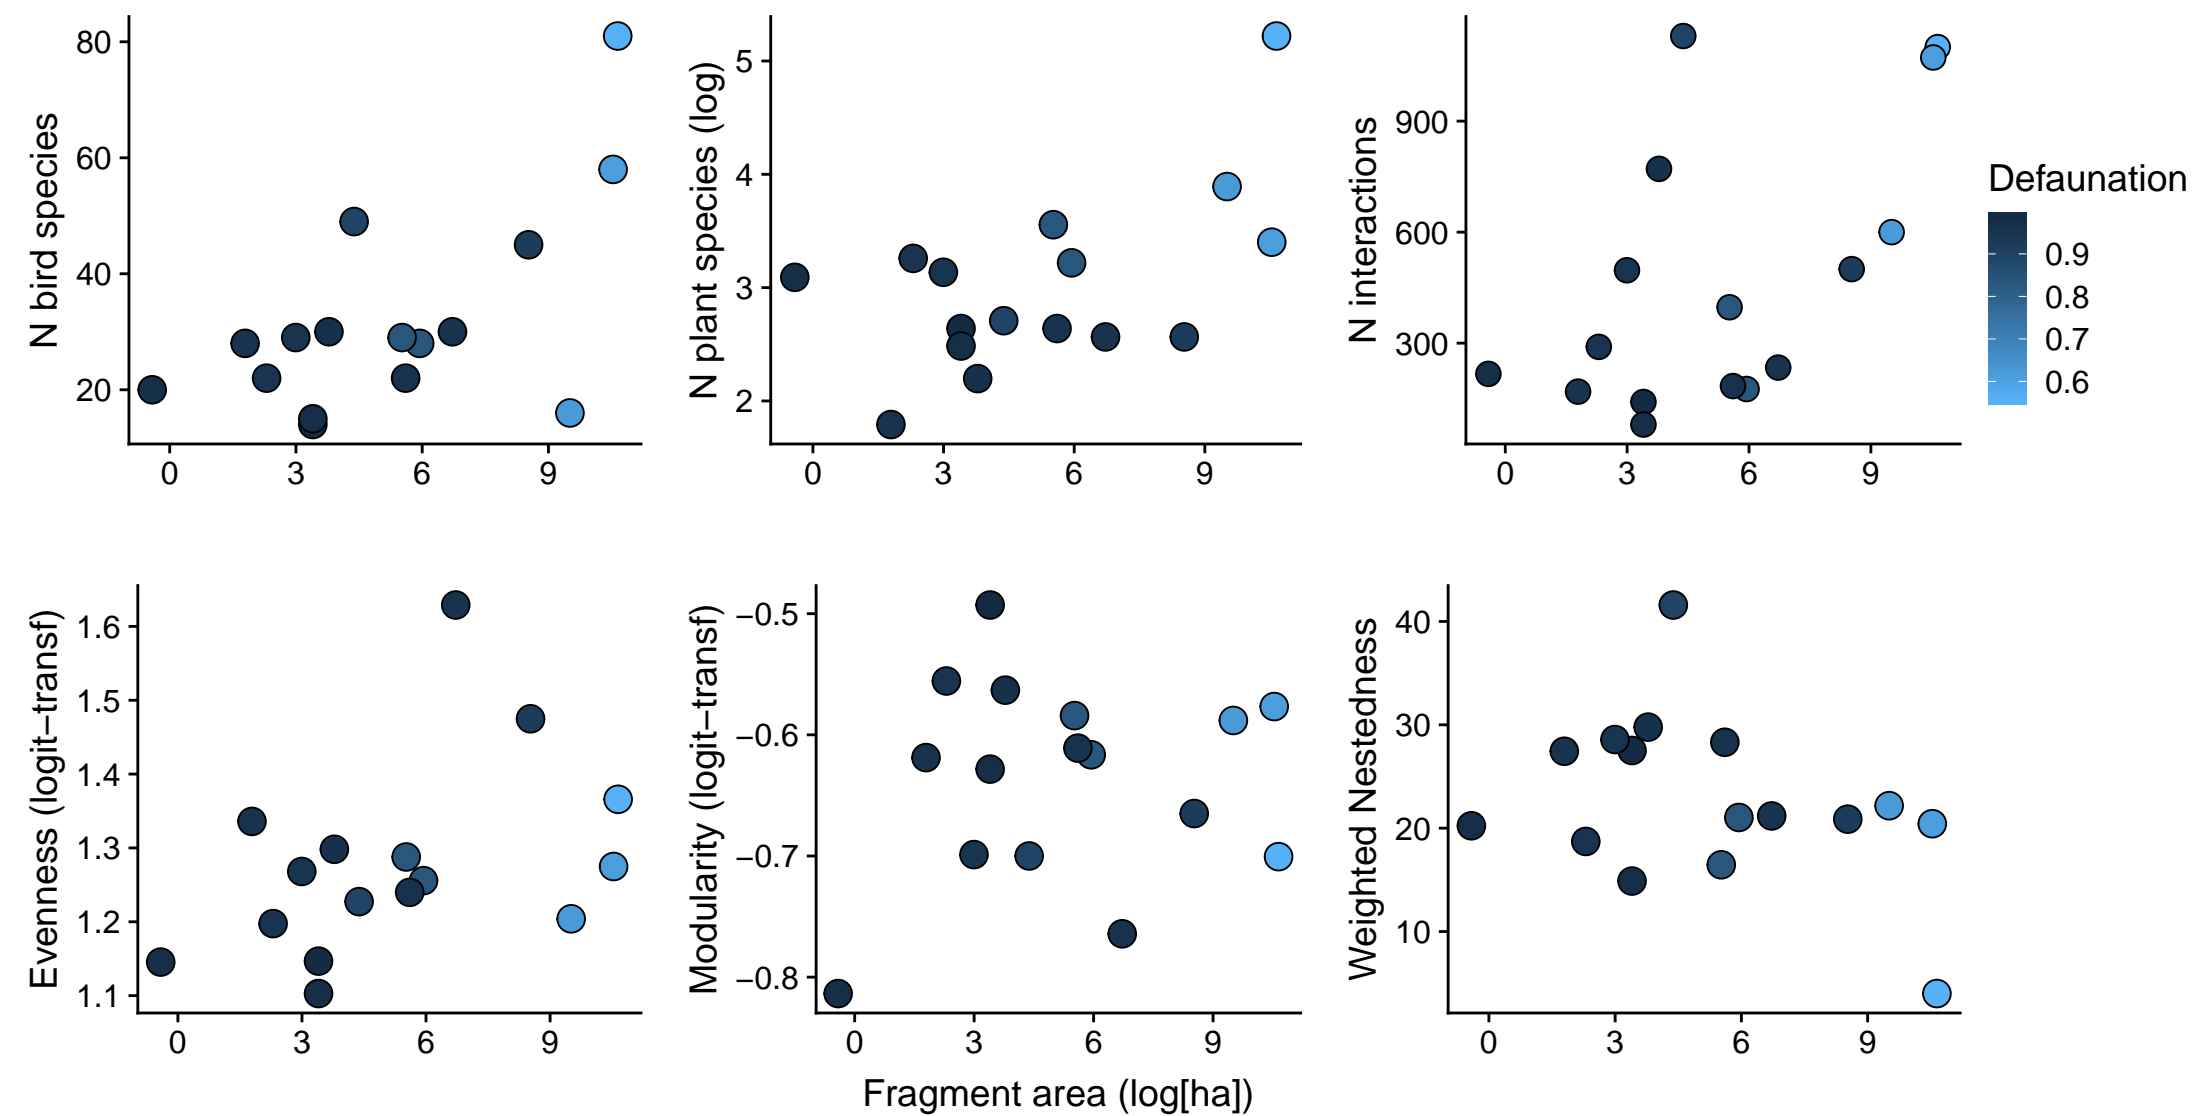 N bird species
80
60
40
20
0 3 6 9
N plant species (log)
5
4
3
2
0 3 6 9
N interactions
900
600
300
0 3 6 9
Defaunation
0.9
0.8
0.7
0.6
Evenness (logit−transf)
1.6
1.5
1.4
1.3
1.2
1.1
0 3 6 9
Modularity (logit−transf)
−0.5
−0.6
−0.7
−0.8
0 3 6 9
Weighted Nestedness
40
30
20
10
0 3 6 9
Fragment area (log[ha])